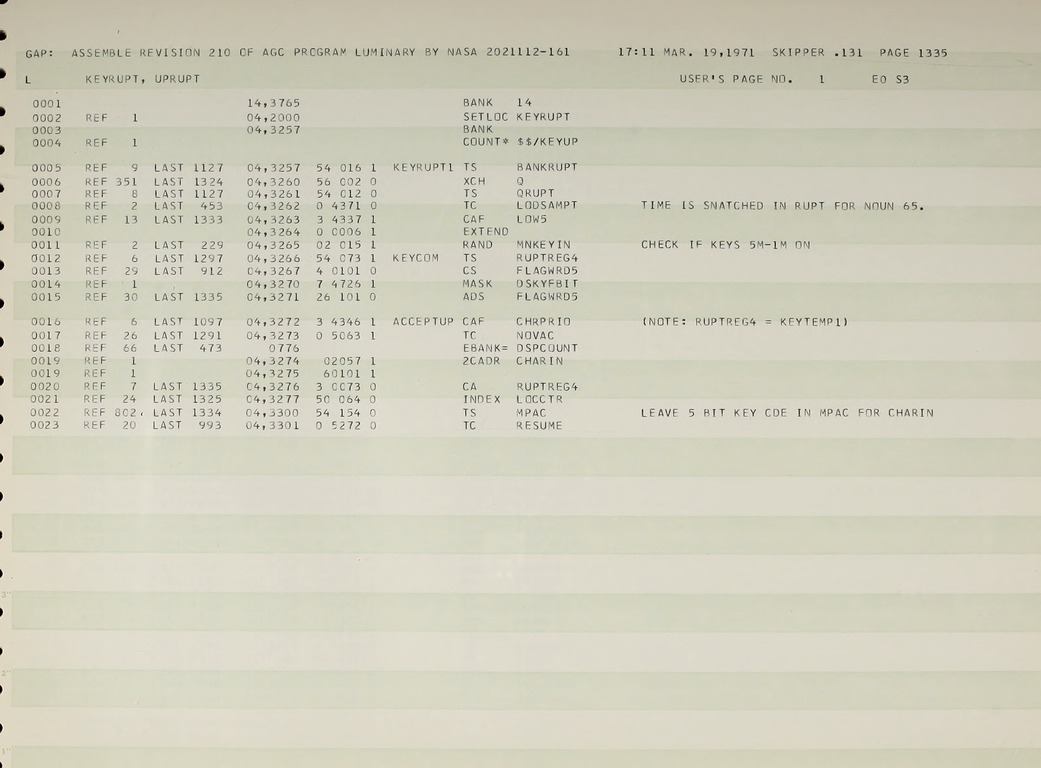 GAP: ASSEMBLE REVISION 210 OF AGC PROGRAM LUMINARY BY NASA 2021112-161 17:11 MAR. 19,1971 SKIPPER .131 PAGE 1335
L KEYRUPT, UPRUPT USER'S PAGE NO. 1 E0 S3
0001 14,3765 BANK 14
0002 REF 1 04,2000 SETLOC KEYRUPT
0003 04,3257 BANK
0004 REF 1 COUNT* $$/KEYUP
0005 REF 9 LAST 1127 04,3257 54 016 1 KEYRUPT1 TS BANKRUPT
0006 REF 351 LAST 1324 04,3260 56 002 0 XCH Q
0007 REF 8 LAST 1127 04,3261 54 012 0 TS QRUPT
0008 REF 2 LAST 453 04,3262 0 4371 0 TC LODSAMPT TIME IS SNATCHED IN RUPT FOR NOUN 65.
0009 REF 13 LAST 1333 04,3263 3 4337 1 CAF LOW5
0010 04,3264 0 0006 1 EXTEND
0011 REF 2 LAST 229 04,3265 02 015 1 RAND MNKEYIN CHECK IF KEYS 5M-1M ON
0012 REF 6 LAST 1297 04,3266 54 073 1 KEYCOM TS RUPTREG4
0013 REF 29 LAST 912 04,3267 4 0101 0 CS FLAGWRD5
0014 REF 1 04,3270 7 4726 1 MASK DSKYFBIT
0015 REF 30 LAST 1335 04,3271 26 101 0 ADS FLAGWRD5
0016 REF 6 LAST 1097 04,3272 3 4346 1 ACCEPTUP CAF CHRPRIO (NOTE: RUPTREG4 = KEYTEMP1)
0017 REF 26 LAST 1291 04,3273 0 5063 1 TC NOVAC
0018 REF 66 LAST 473 0776 EBANK= DSPCOUNT
0019 REF 1 04,3274 02057 1 2CADR CHARIN
0019 REF 1 04,3275 60101 1
0020 REF 7 LAST 1335 04,3276 3 0073 0 CA RUPTREG4
0021 REF 24 LAST 1325 04,3277 50 064 0 INDEX LOCCTR
0022 REF 802 LAST 1334 04,3300 54 154 0 TS MPAC LEAVE 5 BIT KEY CDE IN MPAC FOR CHARIN
0023 REF 20 LAST 993 04,3301 0 5272 0 TC RESUME
3"
2"
1"